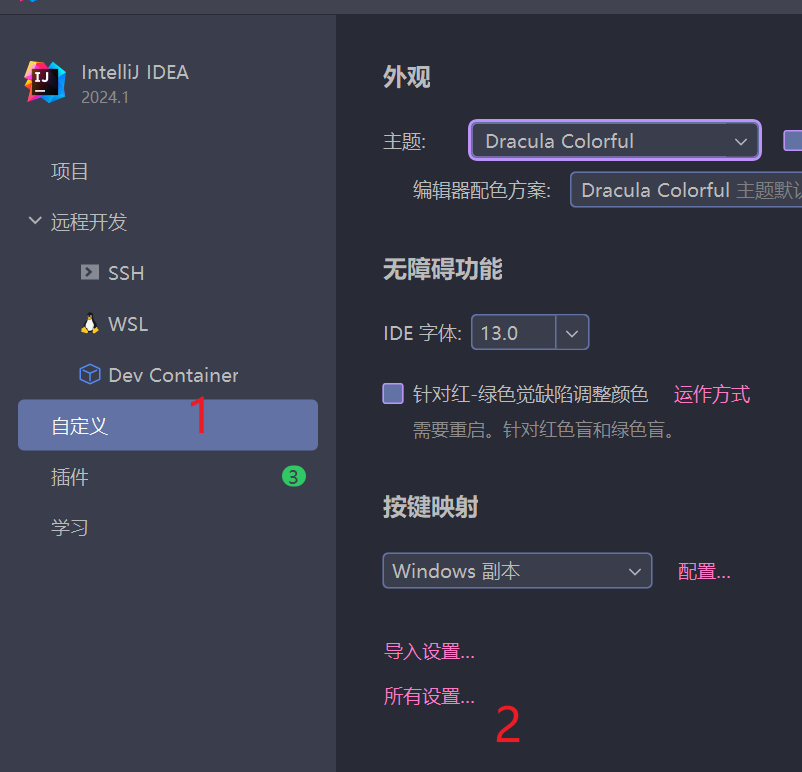 IJ
IntelliJ IDEA
2024.1
项目
远程开发
SSH
WSL
Dev Container
自定义
1
插件
3
学习
外观
主题: Dracula Colorful
编辑器配色方案: Dracula Colorful 主题默认
无障碍功能
IDE 字体: 13.0
针对红-绿色觉缺陷调整颜色 运作方式
需要重启。针对红色盲和绿色盲。
按键映射
Windows 副本 配置...
导入设置...
所有设置...
2